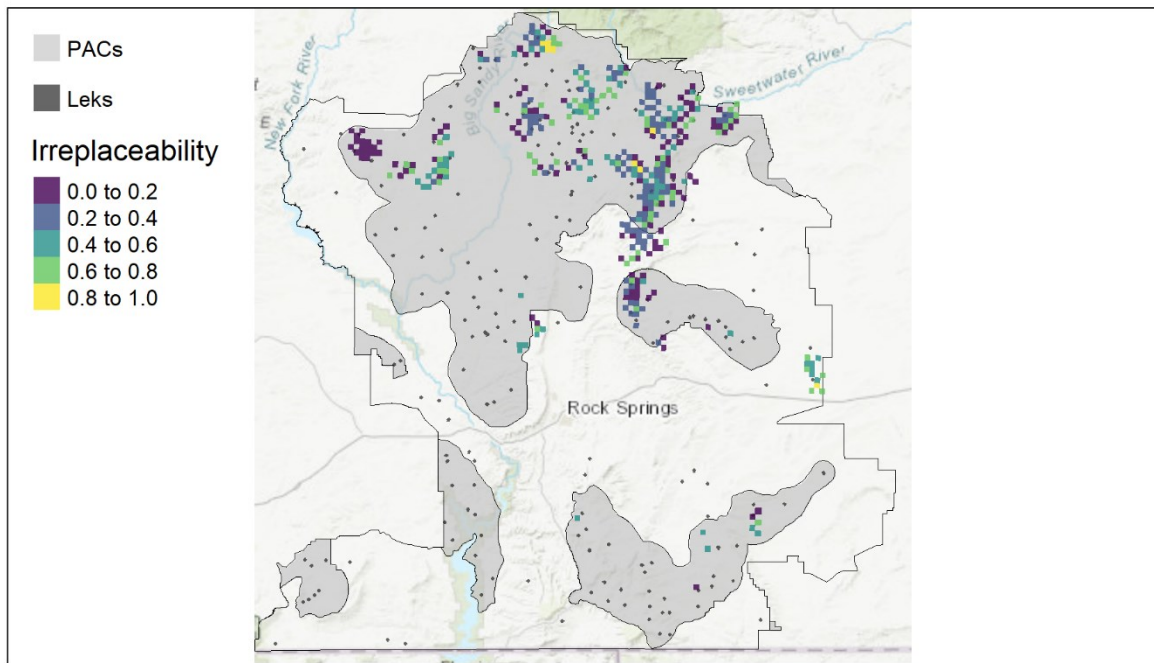 PACs
Leks
Irreplaceability
0.0 to 0.2
0.2 to 0.4
0.4 to 0.6
0.6 to 0.8
0.8 to 1.0
New Fork River
Big Sandy River
Sweetwater River
Rock Springs